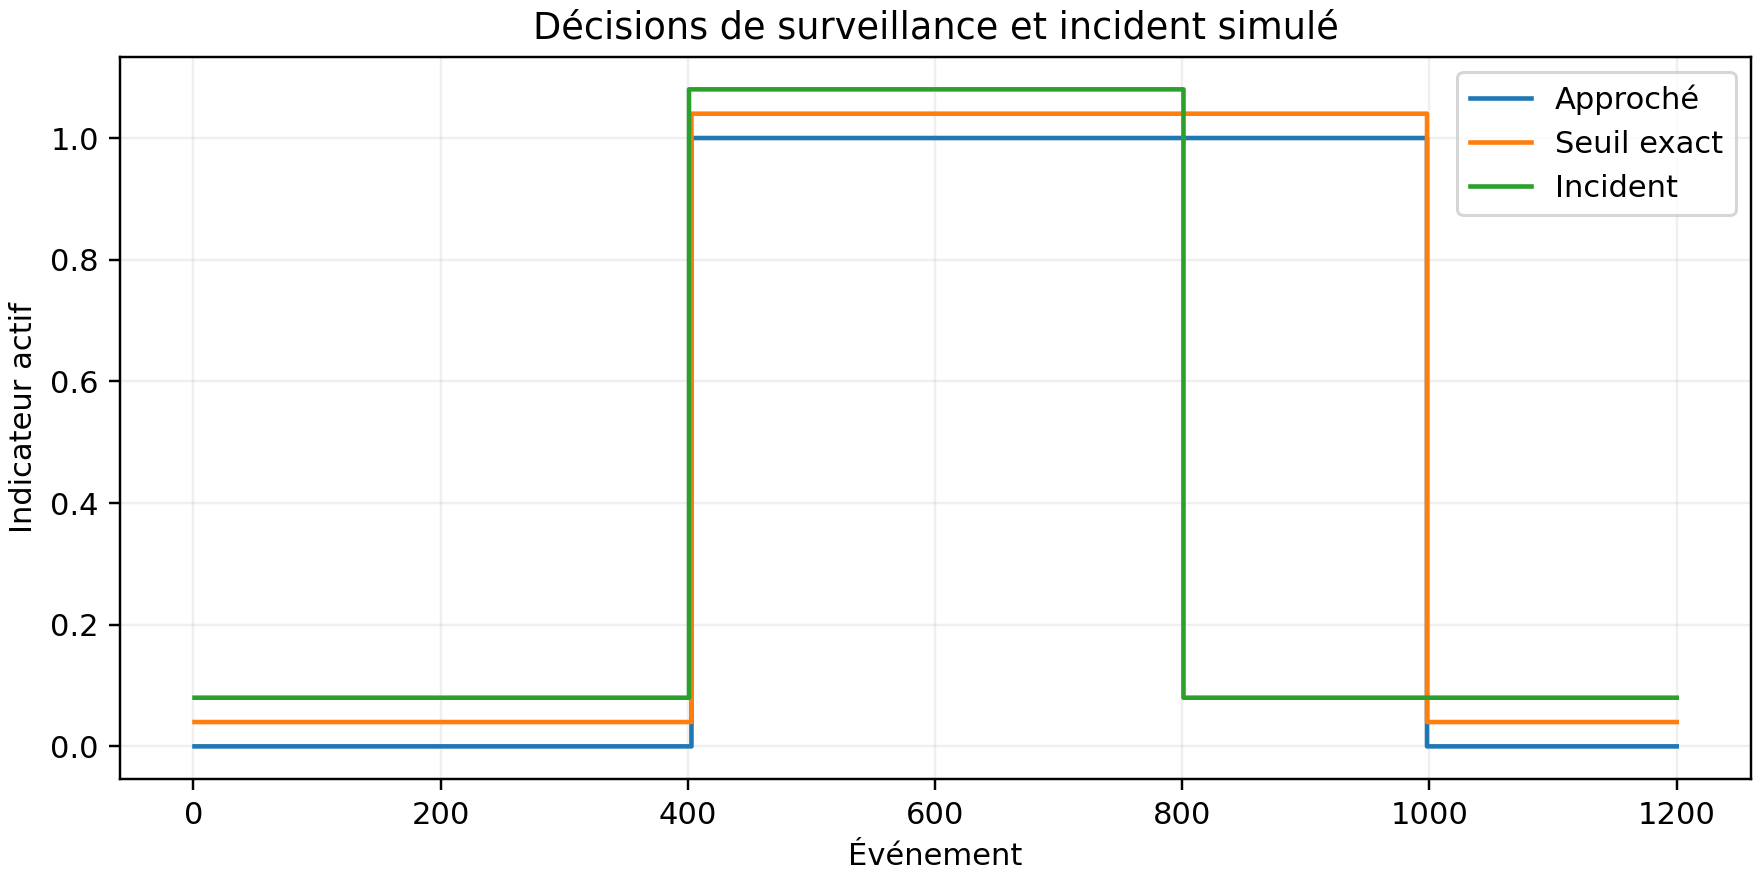 Décisions de surveillance et incident simulé
Approché
Seuil exact
Incident
Indicateur actif
1.0
0.8
0.6
0.4
0.2
0.0
0 200 400 600 800 1000 1200
Événement